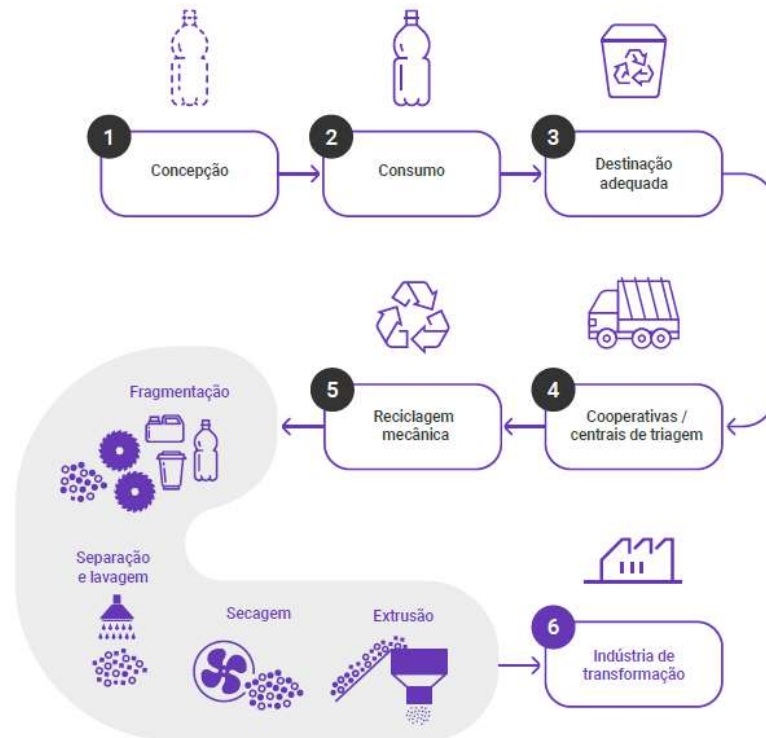 1
Concepção
2
Consumo
3
Destinação
adequada
4
Cooperativas /
centrais de triagem
5
Reciclagem
mecânica
Fragmentação
Separação
e lavagem
Secagem
Extrusão
6
Indústria de
transformação